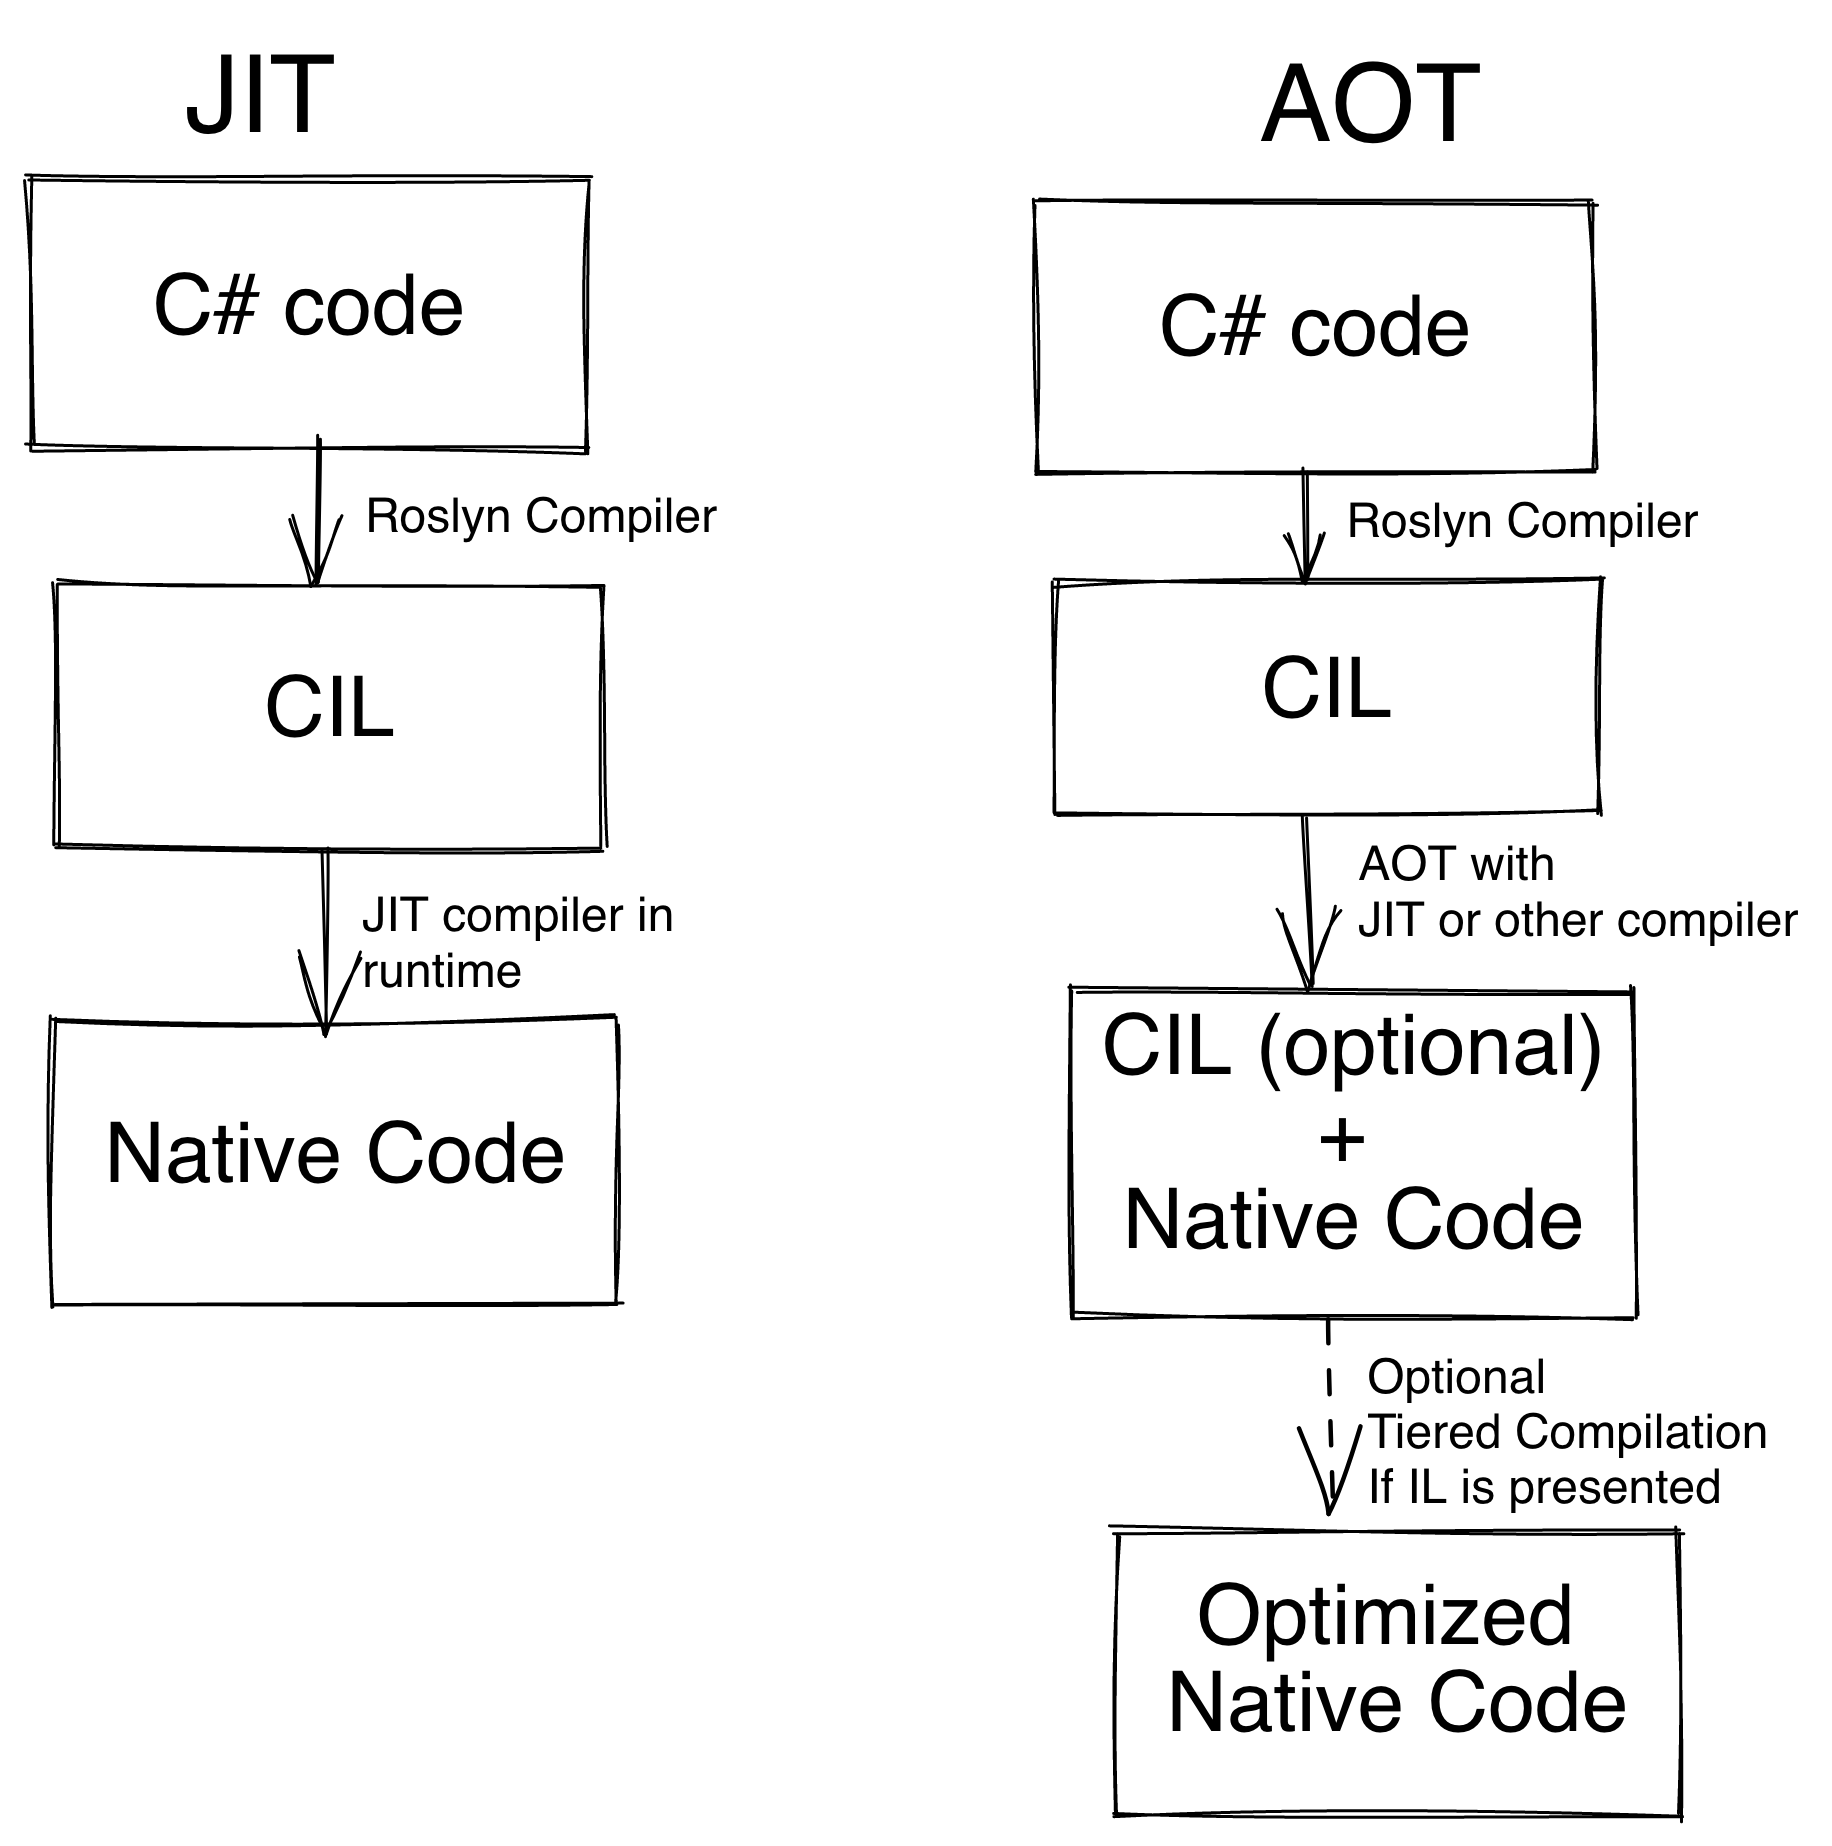 JIT
C# code
Roslyn Compiler
CIL
JIT compiler in
runtime
Native Code
AOT
C# code
Roslyn Compiler
CIL
AOT with
JIT or other compiler
CIL (optional)
+
Native Code
Optional
Tiered Compilation
If IL is presented
Optimized
Native Code